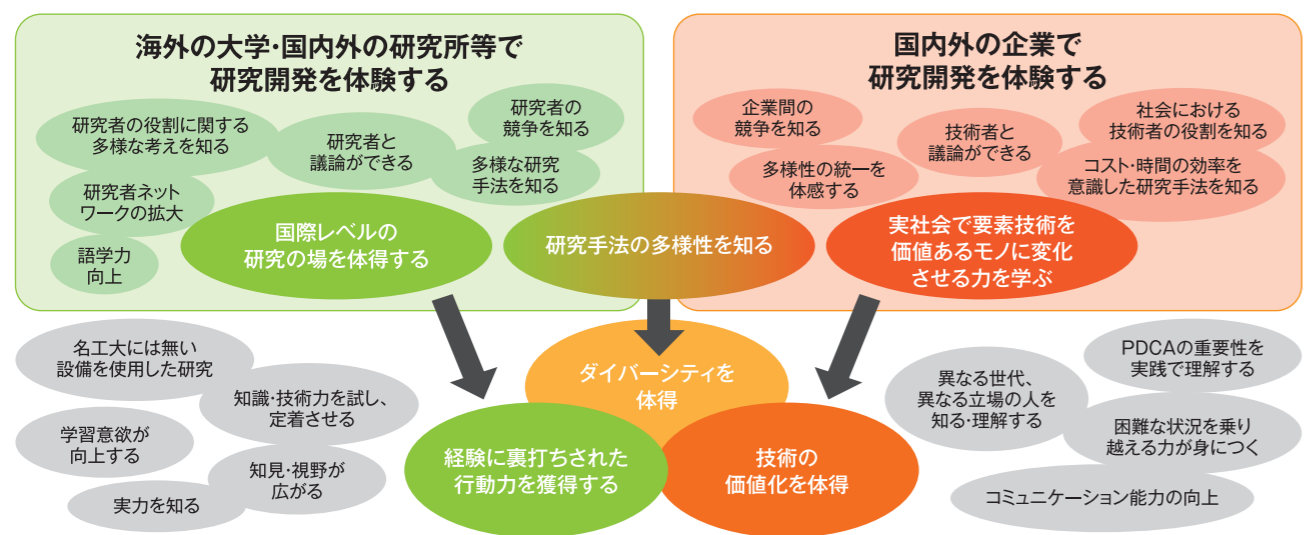 海外の大学・国内外の研究所等で
研究開発を体験する
研究者の役割に関する
多様な考えを知る
研究者と
議論ができる
研究者の
競争を知る
多様な研究
手法を知る
研究者ネット
ワークの拡大
語学力
向上
国際レベルの
研究の場を体得する
研究手法の多様性を知る
国内外の企業で
研究開発を体験する
企業間の
競争を知る
技術者と
議論ができる
社会における
技術者の役割を知る
多様性の統一を
体感する
コスト・時間の効率を
意識した研究手法を知る
実社会で要素技術を
価値あるモノに変化
させる力を学ぶ
名工大には無い
設備を使用した研究
知識・技術力を試し、
定着させる
学習意欲が
向上する
知見・視野が
広がる
実力を知る
ダイバーシティを
体得
経験に裏打ちされた
行動力を獲得する
技術の
価値化を体得
異なる世代、
異なる立場の人を
知る・理解する
PDCAの重要性を
実践で理解する
困難な状況を乗り
越える力が身につく
コミュニケーション能力の向上